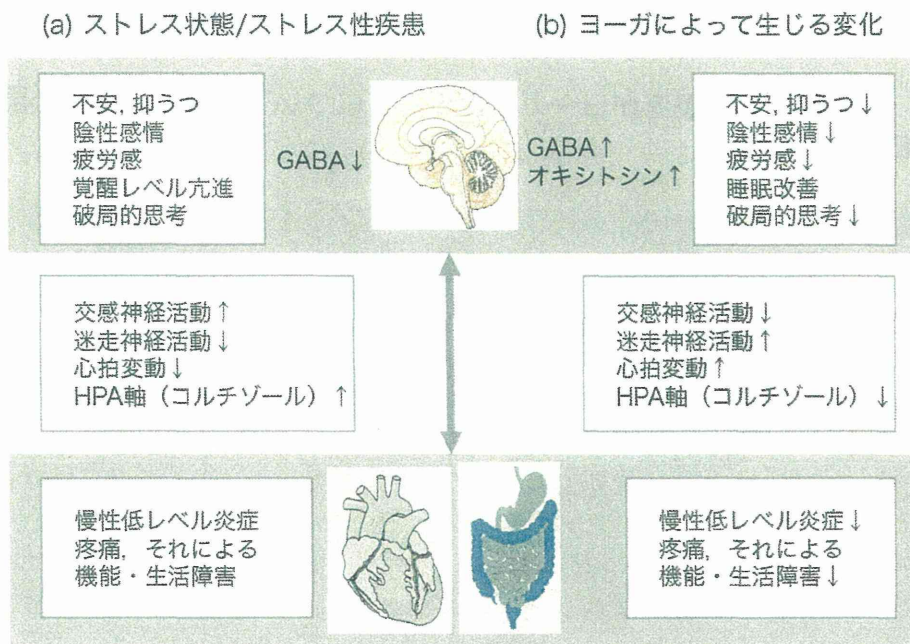 (a) ストレス状態/ストレス性疾患
(b) ヨーガによって生じる変化
不安, 抑うつ
陰性感情
疲労感
覚醒レベル亢進
破局的思考
GABA↓
GABA↑
オキシトシン↑
不安, 抑うつ↓
陰性感情↓
疲労感↓
睡眠改善
破局的思考↓
交感神経活動↑
迷走神経活動↓
心拍変動↓
HPA軸（コルチゾール）↑
交感神経活動↓
迷走神経活動↑
心拍変動↑
HPA軸（コルチゾール）↓
慢性低レベル炎症
疼痛, それによる
機能・生活障害
慢性低レベル炎症↓
疼痛, それによる
機能・生活障害↓